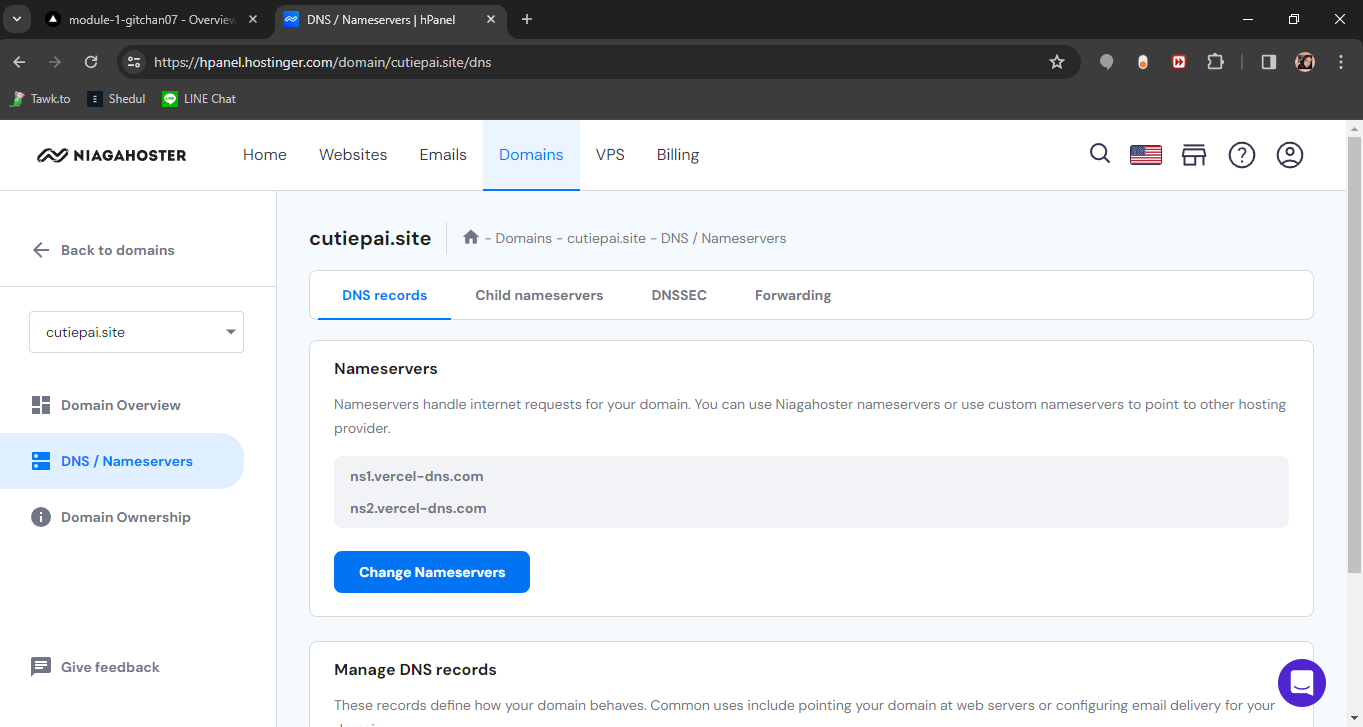 module-1-gitchan07 - Overview
DNS / Nameservers | hPanel
https://hpanel.hostinger.com/domain/cutiepai.site/dns
Tawk.to
Shedul
LINE Chat
NIAGAHOSTER
Home
Websites
Emails
Domains
VPS
Billing
Back to domains
cutiepai.site
Domain Overview
DNS / Nameservers
Domain Ownership
Give feedback
cutiepai.site
- Domains - cutiepai.site - DNS / Nameservers
DNS records
Child nameservers
DNSSEC
Forwarding
Nameservers
Nameservers handle internet requests for your domain. You can use Niagahoster nameservers or use custom nameservers to point to other hosting
provider.
ns1.vercel-dns.com
ns2.vercel-dns.com
Change Nameservers
Manage DNS records
These records define how your domain behaves. Common uses include pointing your domain at web servers or configuring email delivery for your